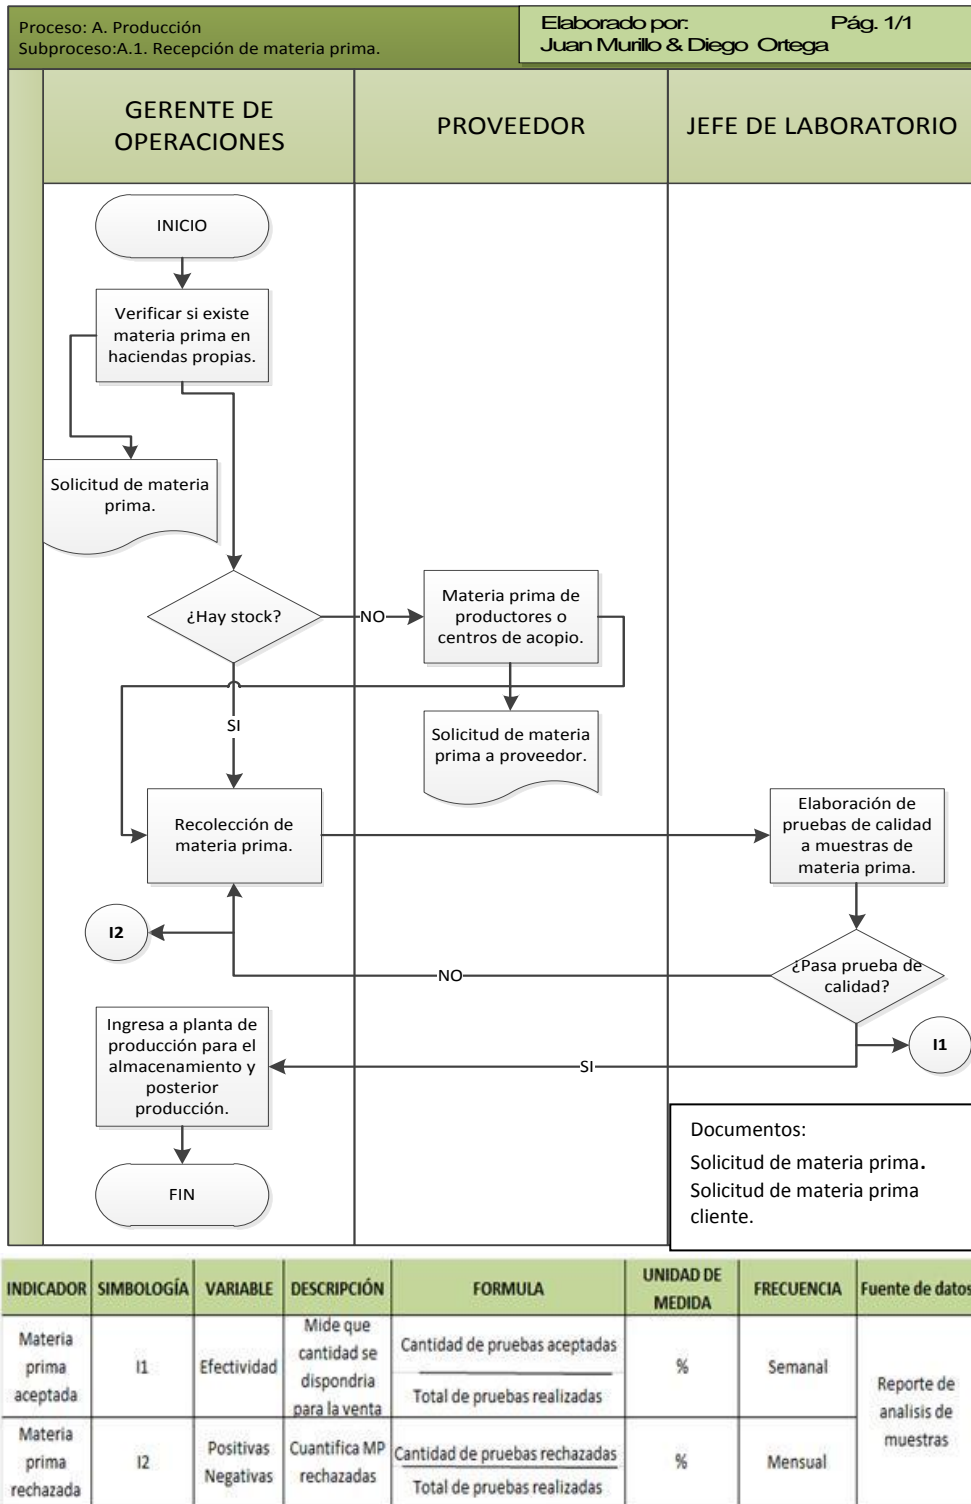 Proceso: A. Producción
Subproceso:A.1. Recepción de materia prima.
Elaborado por: Pág. 1/1
Juan Murillo & Diego Ortega
GERENTE DE
OPERACIONES
PROVEEDOR
JEFE DE LABORATORIO
INICIO
Verificar si existe
materia prima en
haciendas propias.
Solicitud de materia
prima.
¿Hay stock?
NO
Materia prima de
productores o
centros de acopio.
SI
Solicitud de materia
prima a proveedor.
Recolección de
materia prima.
Elaboración de
pruebas de calidad
a muestras de
materia prima.
I2
NO
¿Pasa prueba de
calidad?
I1
Ingresa a planta de
producción para el
almacenamiento y
posterior
producción.
SI
FIN
Documentos:
Solicitud de materia prima.
Solicitud de materia prima
cliente.
INDICADOR SIMBOLOGÍA VARIABLE DESCRIPCIÓN FORMULA UNIDAD DE MEDIDA FRECUENCIA Fuente de datos
Materia
prima
aceptada
I1
Efectividad
Mide que
cantidad se
dispondria
para la venta
Cantidad de pruebas aceptadas
Total de pruebas realizadas
%
Semanal
Reporte de
analisis de
muestras
Materia
prima
rechazada
I2
Positivas
Negativas
Cuantifica MP
rechazadas
Cantidad de pruebas rechazadas
Total de pruebas realizadas
%
Mensual